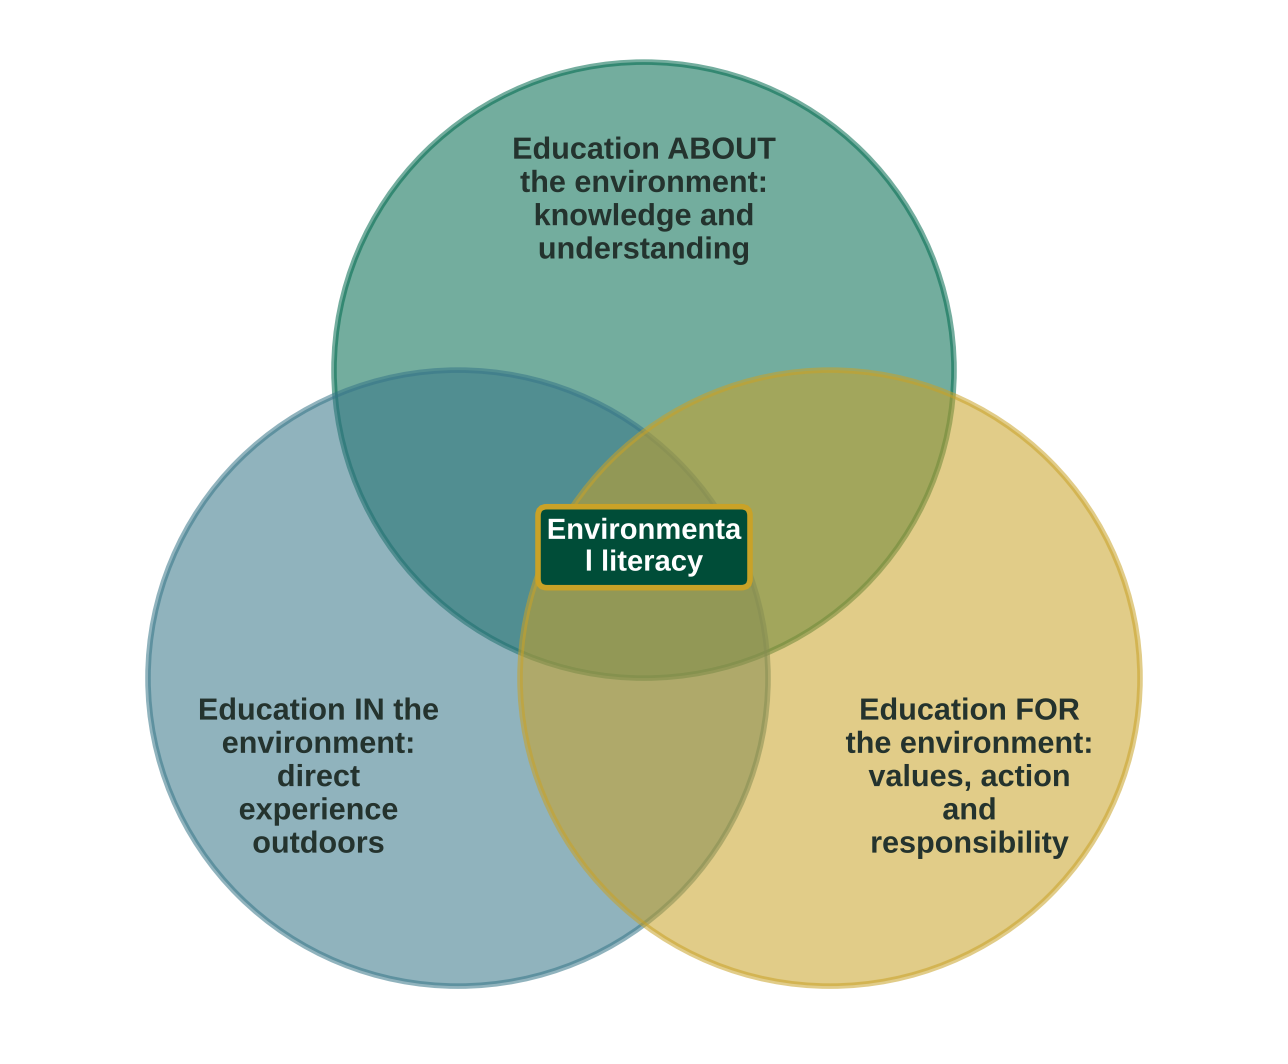 Education ABOUT
the environment:
knowledge and
understanding
Environmenta
l literacy
Education IN the
environment:
direct
experience
outdoors
Education FOR
the environment:
values, action
and
responsibility